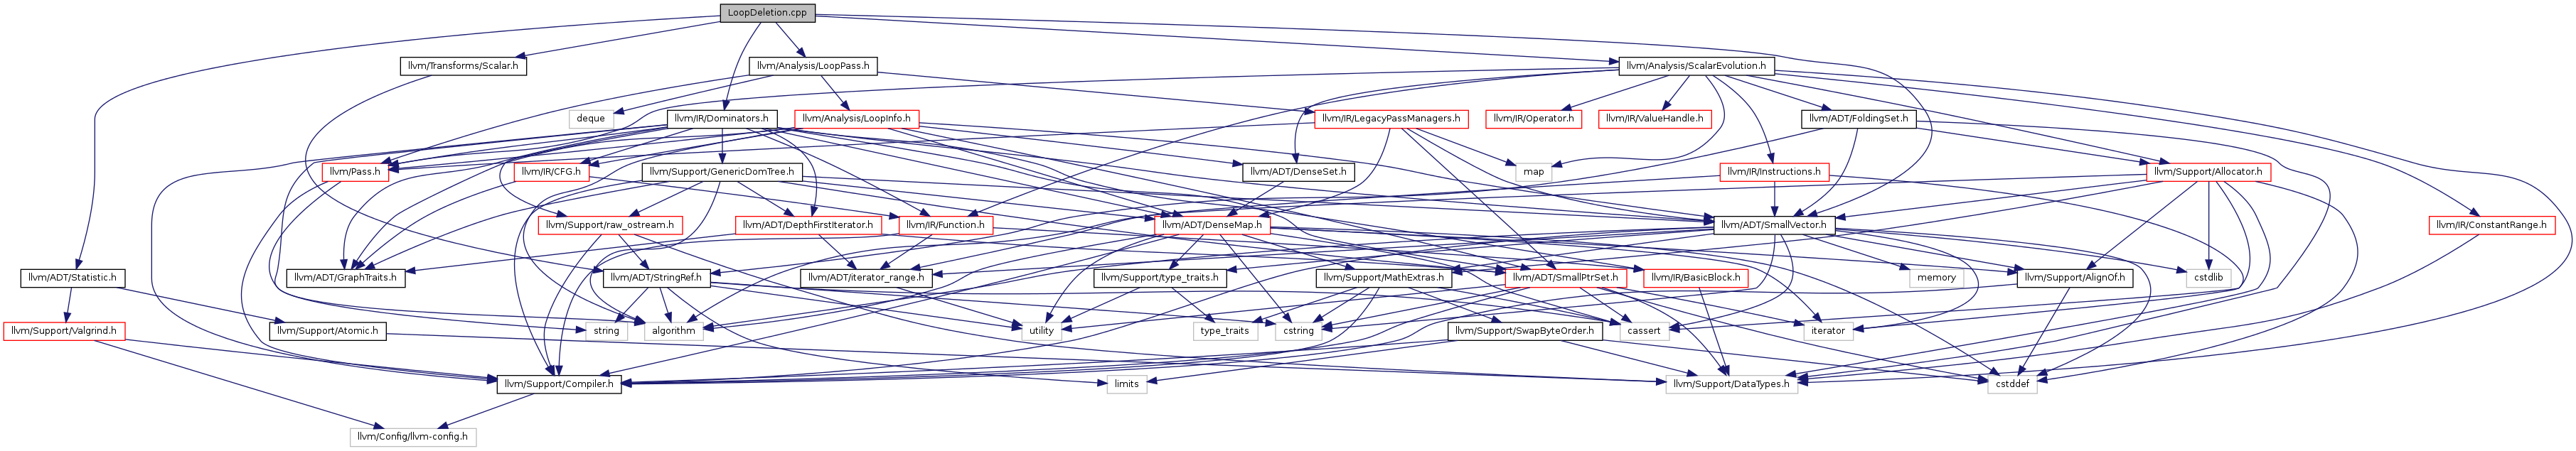 LoopDeletion.cpp
llvm/Transforms/Scalar.h
llvm/Analysis/LoopPass.h
llvm/Analysis/ScalarEvolution.h
deque
llvm/IR/Dominators.h
llvm/Analysis/LoopInfo.h
llvm/IR/LegacyPassManagers.h
llvm/IR/Operator.h
llvm/IR/ValueHandle.h
llvm/ADT/FoldingSet.h
llvm/Pass.h
llvm/IR/CFG.h
llvm/Support/GenericDomTree.h
llvm/ADT/DenseSet.h
map
llvm/IR/Instructions.h
llvm/Support/Allocator.h
llvm/Support/raw_ostream.h
llvm/ADT/DepthFirstIterator.h
llvm/IR/Function.h
llvm/ADT/DenseMap.h
llvm/ADT/SmallVector.h
llvm/IR/ConstantRange.h
llvm/ADT/Statistic.h
llvm/ADT/GraphTraits.h
llvm/ADT/StringRef.h
llvm/ADT/iterator_range.h
llvm/Support/type_traits.h
llvm/Support/MathExtras.h
llvm/ADT/SmallPtrSet.h
llvm/IR/BasicBlock.h
memory
llvm/Support/AlignOf.h
cstdlib
llvm/Support/Valgrind.h
llvm/Support/Atomic.h
string
algorithm
utility
type_traits
cstring
llvm/Support/SwapByteOrder.h
cassert
iterator
llvm/Support/Compiler.h
limits
llvm/Support/DataTypes.h
cstddef
llvm/Config/llvm-config.h